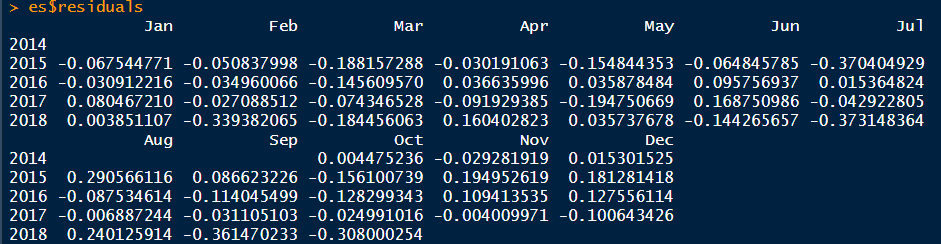 > es$residuals
Jan Feb Mar Apr May Jun Jul
2014
2015 -0.067544771 -0.050837998 -0.188157288 -0.030191063 -0.154844353 -0.064845785 -0.370404929
2016 -0.030912216 -0.034960066 -0.145609570 0.036635996 0.035878484 0.095756937 0.015364824
2017 0.080467210 -0.027088512 -0.074346528 -0.091929385 -0.194750669 0.168750986 -0.042922805
2018 0.003851107 -0.339382065 -0.184456063 0.160402823 0.035737678 -0.144265657 -0.373148364
Aug Sep Oct Nov Dec
2014 0.004475236 -0.029281919 0.015301525
2015 0.290566116 0.086623226 -0.156100739 0.194952619 0.181281418
2016 -0.087534614 -0.114045499 -0.128299343 0.109413535 0.127556114
2017 -0.006887244 -0.031105103 -0.024991016 -0.004009971 -0.100643426
2018 0.240125914 -0.361470233 -0.308000254